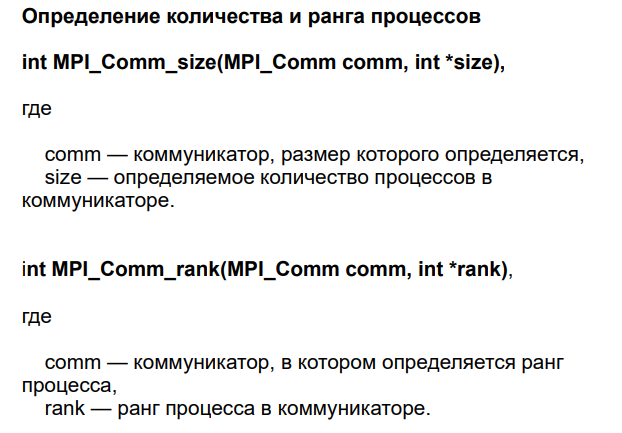 Определение количества и ранга процессов
int MPI_Comm_size(MPI_Comm comm, int *size),
где
comm — коммуникатор, размер которого определяется,
size — определяемое количество процессов в
коммуникаторе.
int MPI_Comm_rank(MPI_Comm comm, int *rank),
где
comm — коммуникатор, в котором определяется ранг
процесса,
rank — ранг процесса в коммуникаторе.